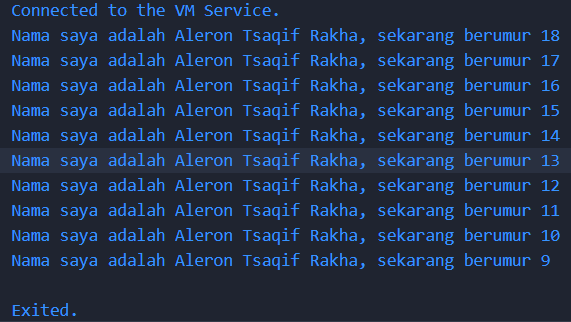 Connected to the VM Service.
Nama saya adalah Aleron Tsaqif Rakha, sekarang berumur 18
Nama saya adalah Aleron Tsaqif Rakha, sekarang berumur 17
Nama saya adalah Aleron Tsaqif Rakha, sekarang berumur 16
Nama saya adalah Aleron Tsaqif Rakha, sekarang berumur 15
Nama saya adalah Aleron Tsaqif Rakha, sekarang berumur 14
Nama saya adalah Aleron Tsaqif Rakha, sekarang berumur 13
Nama saya adalah Aleron Tsaqif Rakha, sekarang berumur 12
Nama saya adalah Aleron Tsaqif Rakha, sekarang berumur 11
Nama saya adalah Aleron Tsaqif Rakha, sekarang berumur 10
Nama saya adalah Aleron Tsaqif Rakha, sekarang berumur 9
Exited.